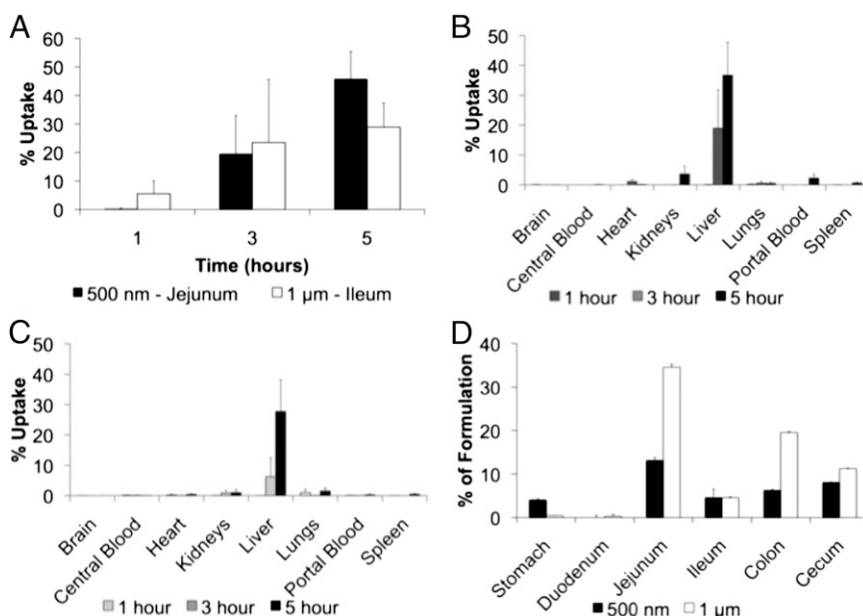 A
% Uptake
60
50
40
30
20
10
0
1
3
5
Time (hours)
500 nm - Jejunum
1 µm - Ileum
B
% Uptake
50
40
30
20
10
0
Brain
Central Blood
Heart
Kidneys
Liver
Lungs
Portal Blood
Spleen
1 hour
3 hour
5 hour
C
% Uptake
50
40
30
20
10
0
Brain
Central Blood
Heart
Kidneys
Liver
Lungs
Portal Blood
Spleen
1 hour
3 hour
5 hour
D
% of Formulation
40
30
20
10
0
Stomach
Duodenum
Jejunum
Ileum
Colon
Cecum
500 nm
1 µm